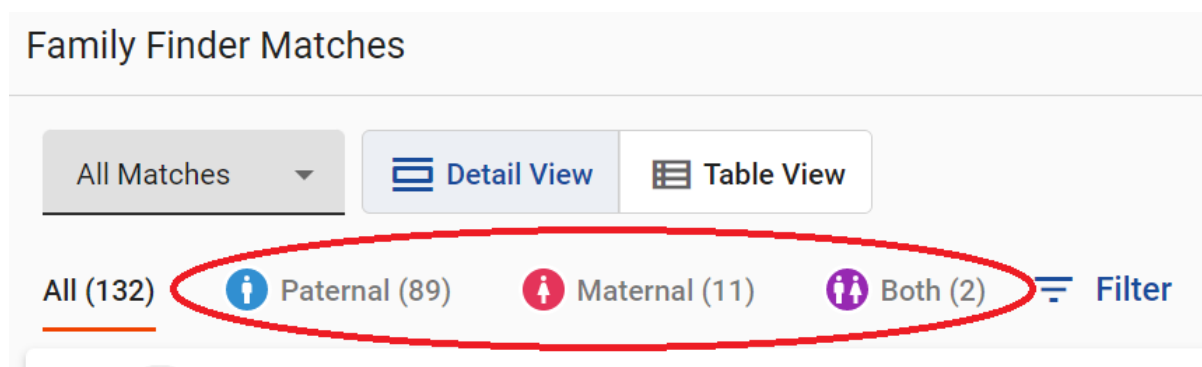 Family Finder Matches
All Matches Detail View Table View
All (132) Paternal (89) Maternal (11) Both (2) Filter